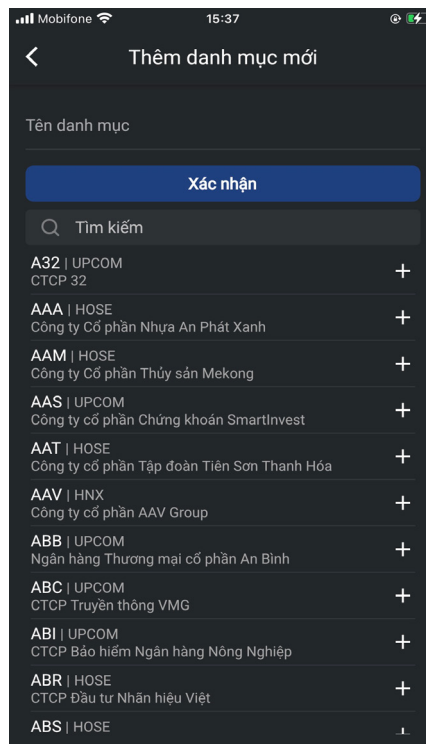 Mobifone 15:37
Thêm danh mục mới
Tên danh mục
Xác nhận
Tìm kiếm
A32 | UPCOM
CTCP 32
AAA | HOSE
Công ty Cổ phần Nhựa An Phát Xanh
AAM | HOSE
Công ty Cổ phần Thủy sản Mekong
AAS | UPCOM
Công ty cổ phần Chứng khoán SmartInvest
AAT | HOSE
Công ty cổ phần Tập đoàn Tiên Sơn Thanh Hóa
AAV | HNX
Công ty cổ phần AAV Group
ABB | UPCOM
Ngân hàng Thương mại cổ phần An Bình
ABC | UPCOM
CTCP Truyền thông VMG
ABI | UPCOM
CTCP Bảo hiểm Ngân hàng Nông Nghiệp
ABR | HOSE
CTCP Đầu tư Nhãn hiệu Việt
ABS | HOSE